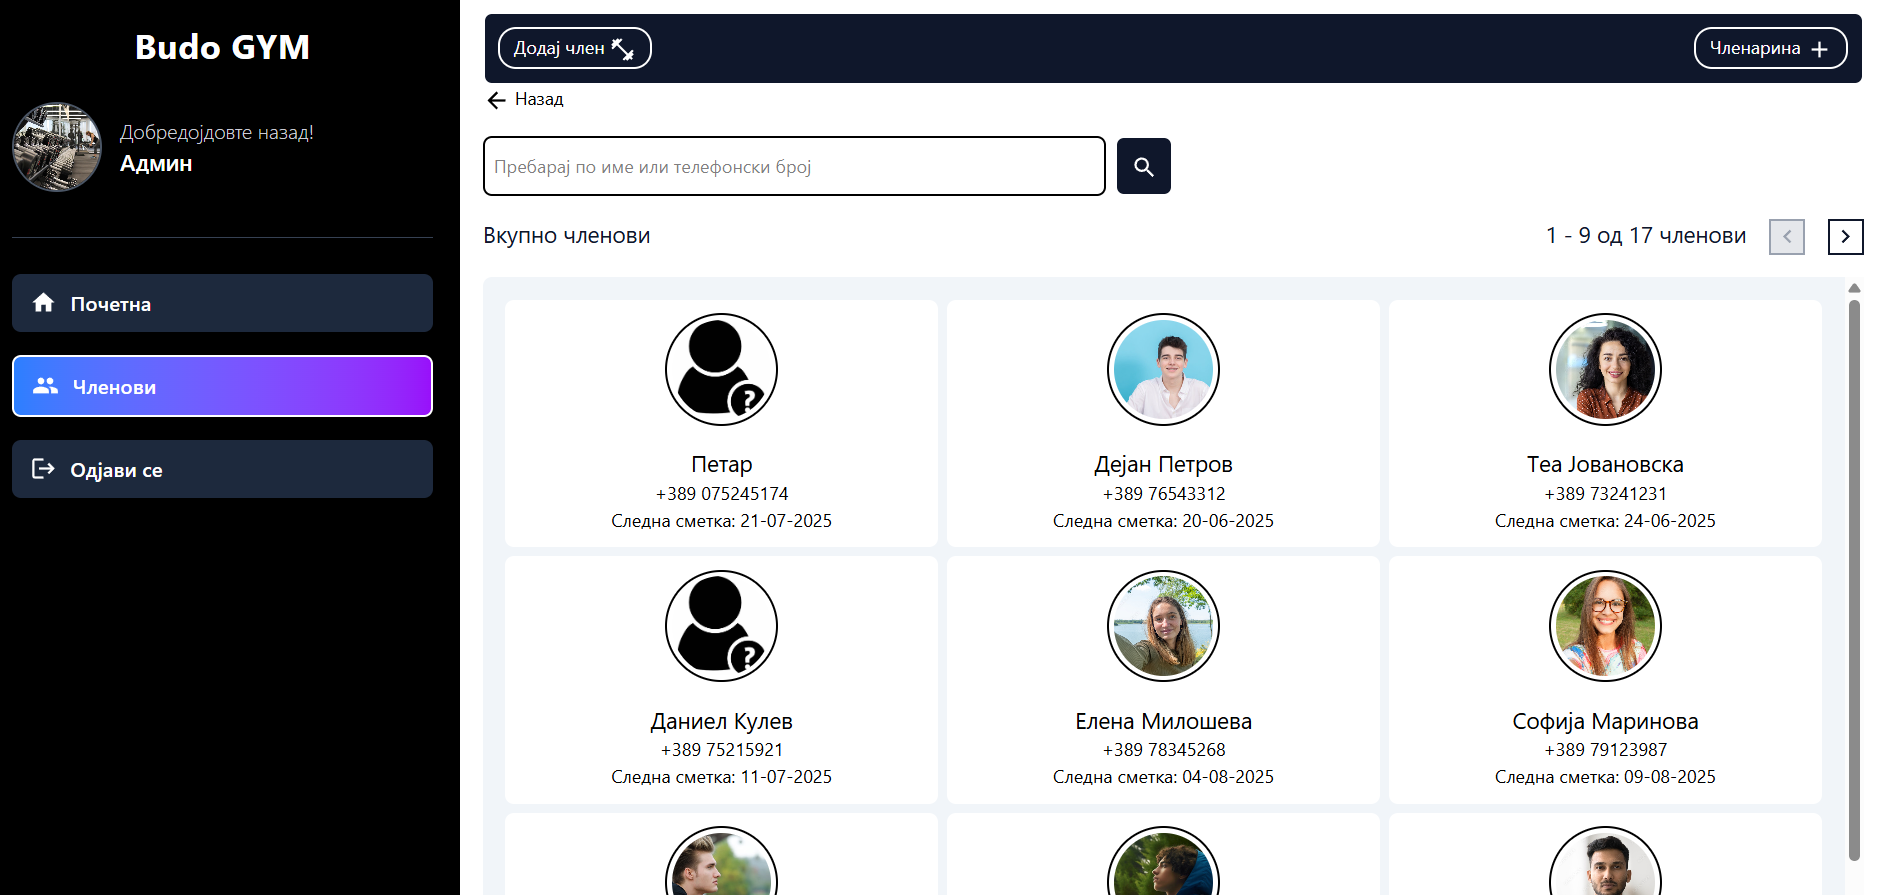 Budo GYM
Добредојдовте назад!
Админ
Почетна
Членови
Одјави се
Додај член
Членарина
Назад
Пребарај по име или телефонски број
Вкупно членови
1 - 9 од 17 членови
Петар
+389 075245174
Следна сметка: 21-07-2025
Дејан Петров
+389 76543312
Следна сметка: 20-06-2025
Теа Јовановска
+389 73241231
Следна сметка: 24-06-2025
Даниел Кулев
+389 75215921
Следна сметка: 11-07-2025
Елена Милошева
+389 78345268
Следна сметка: 04-08-2025
Софија Маринова
+389 79123987
Следна сметка: 09-08-2025